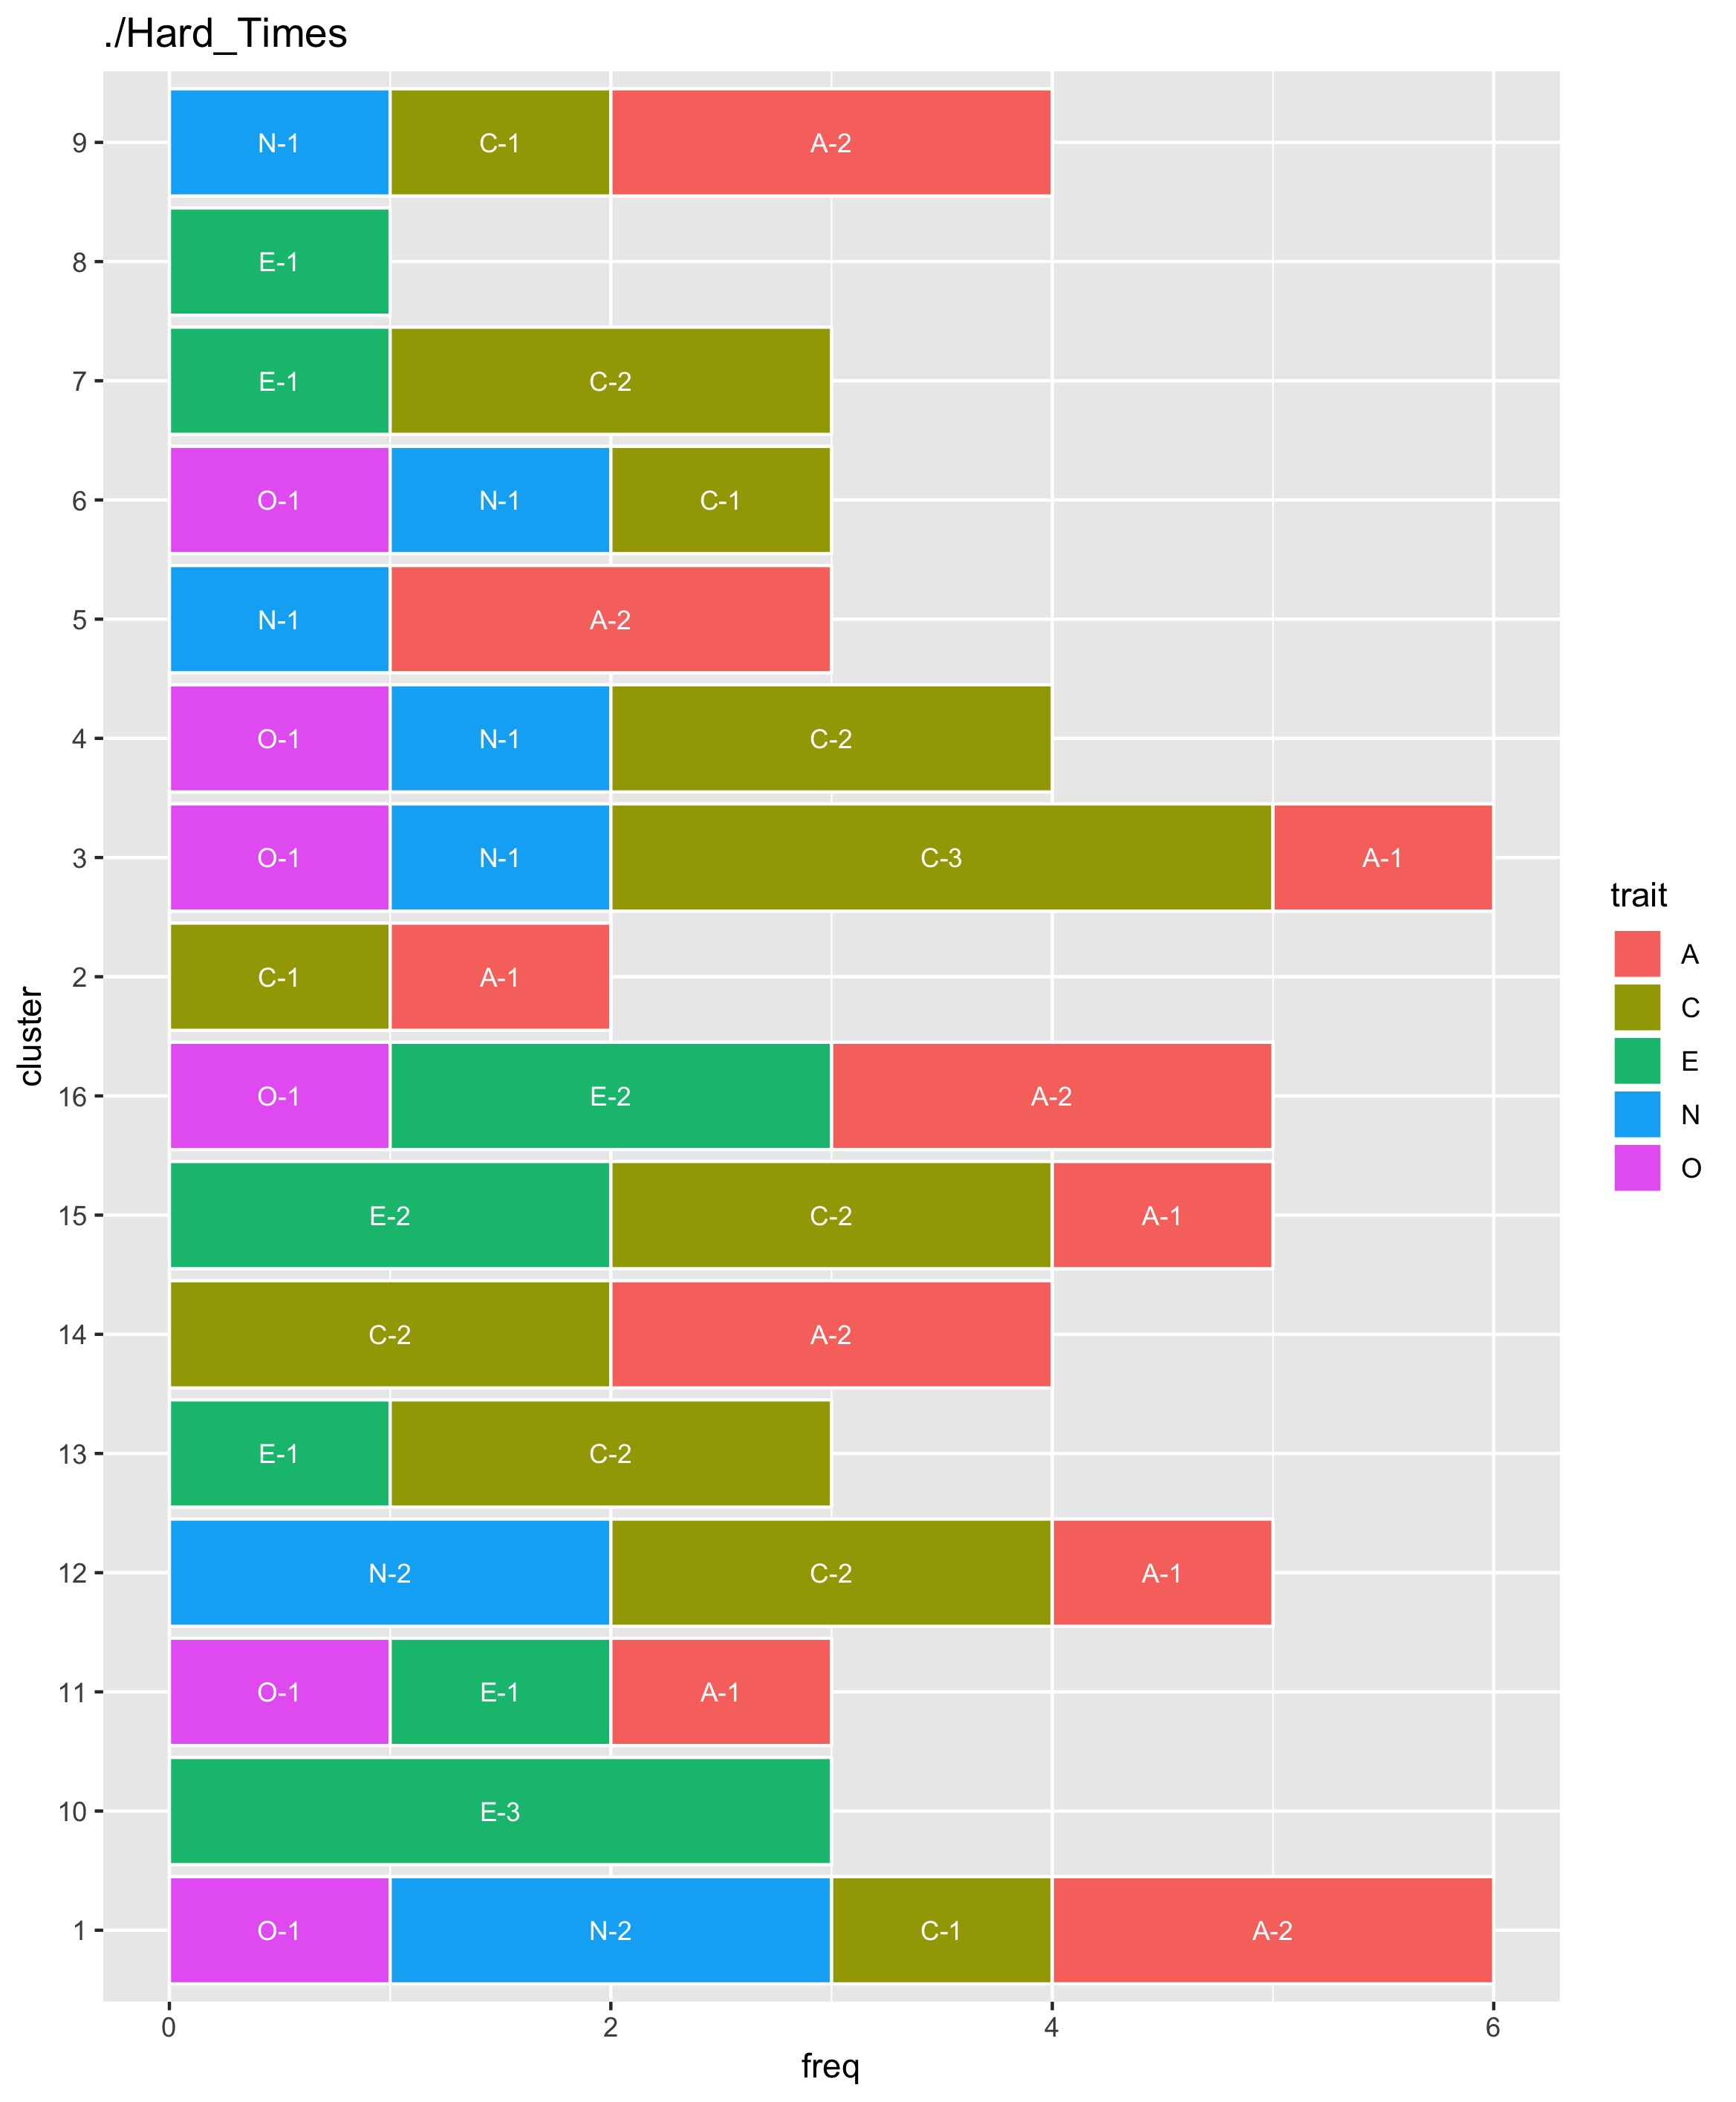 ./Hard_Times
9 N-1 C-1 A-2
8 E-1
7 E-1 C-2
6 O-1 N-1 C-1
5 N-1 A-2
4 O-1 N-1 C-2
3 O-1 N-1 C-3 A-1
2 C-1 A-1
16 O-1 E-2 A-2
15 E-2 C-2 A-1
14 C-2 A-2
13 E-1 C-2
12 N-2 C-2 A-1
11 O-1 E-1 A-1
10 E-3
1 O-1 N-2 C-1 A-2
0 2 4 6
freq
cluster
trait
A
C
E
N
O